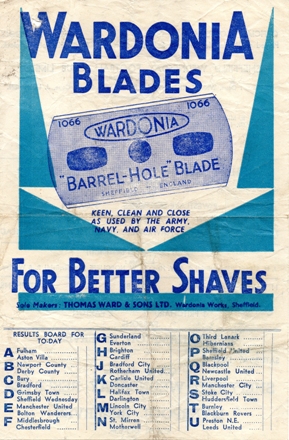 WARDONIA
BLADES
1066
1066
WARDONIA
"BARREL-HOLE" BLADE
SHEFFIELD ENGLAND
KEEN, CLEAN AND CLOSE
AS USED BY THE ARMY,
NAVY, AND AIR FORCE
FOR BETTER SHAVES
Sole Makers: THOMAS WARD & SONS LTD. Wardonia Works, Sheffield.
RESULTS BOARD FOR
TO-DAY
A Fulham
Aston Villa
B Newport County
Derby County
C Bury
Bradford
D Grimsby Town
Sheffield Wednesday
E Manchester United
Bolton Wanderers
F Middlesbrough
Chesterfield
G Sunderland
Everton
H Brighton
Cardiff
J Bradford City
Rotherham United
K Carlisle United
Doncaster
L Halifax Town
Darlington
M Lincoln City
York City
N St. Mirren
Motherwell
O Third Lanark
Hibernians
P Sheffield United
Barnsley
Q Blackpool
Newcastle United
R Liverpool
Manchester City
S Stoke City
Huddersfield Town
T Burnley
Blackburn Rovers
U Preston N.E.
Leeds United